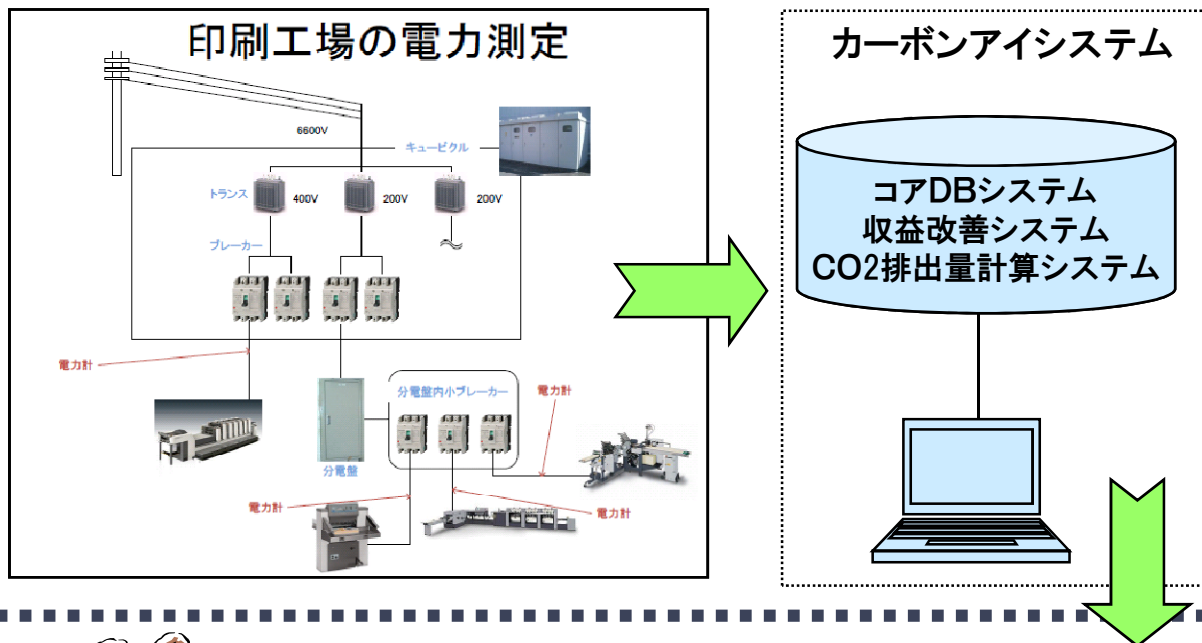 印刷工場の電力測定
6600V
キュービクル
トランス
400V
200V
200V
ブレーカー
電力計
分電盤内小ブレーカー
電力計
分電盤
電力計
電力計
カーボンアイシステム
コアDBシステム
収益改善システム
CO2排出量計算システム